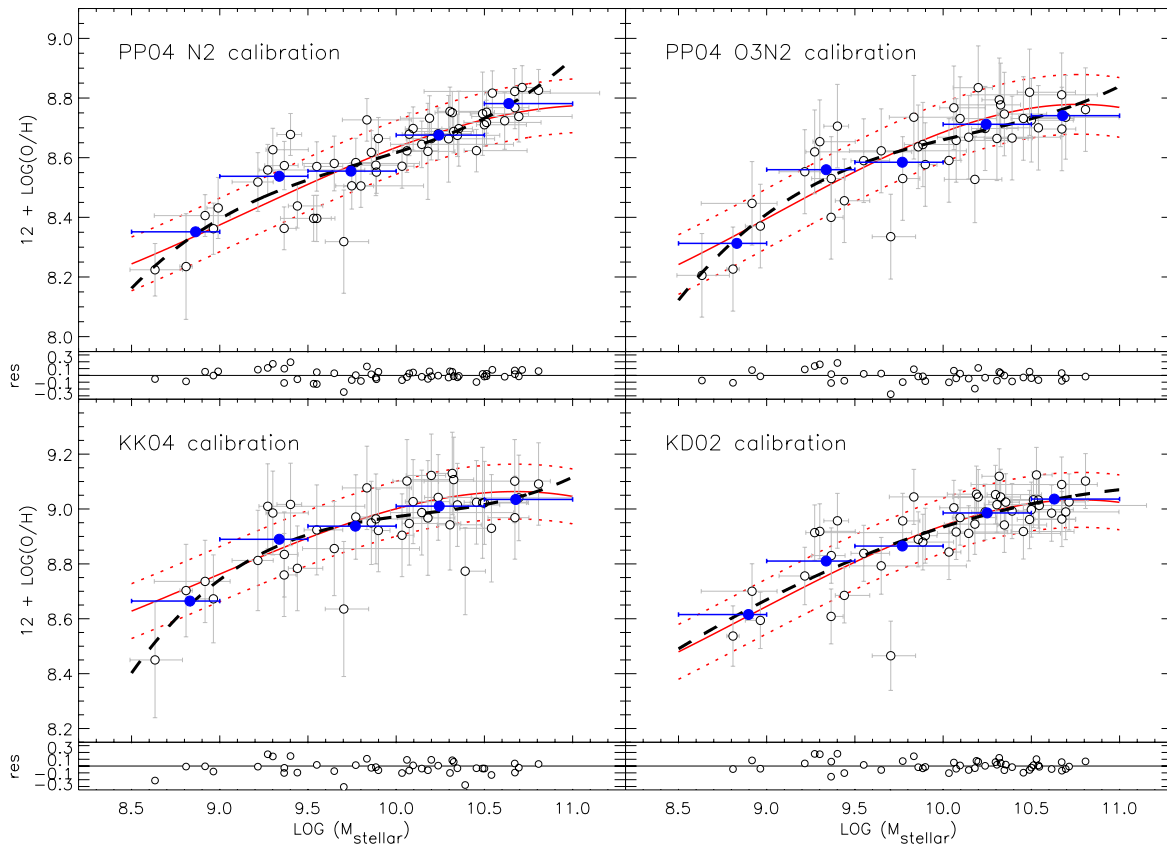 PP04 N2 calibration
PP04 O3N2 calibration
9.0
8.8
8.6
8.4
8.2
8.0
12 + LOG(O/H)
0.3
0.1
−0.1
−0.3
res
KK04 calibration
KD02 calibration
9.2
9.0
8.8
8.6
8.4
8.2
12 + LOG(O/H)
0.3
0.1
−0.1
−0.3
res
8.5 9.0 9.5 10.0 10.5 11.0
8.5 9.0 9.5 10.0 10.5 11.0
LOG (M_stellar)
LOG (M_stellar)